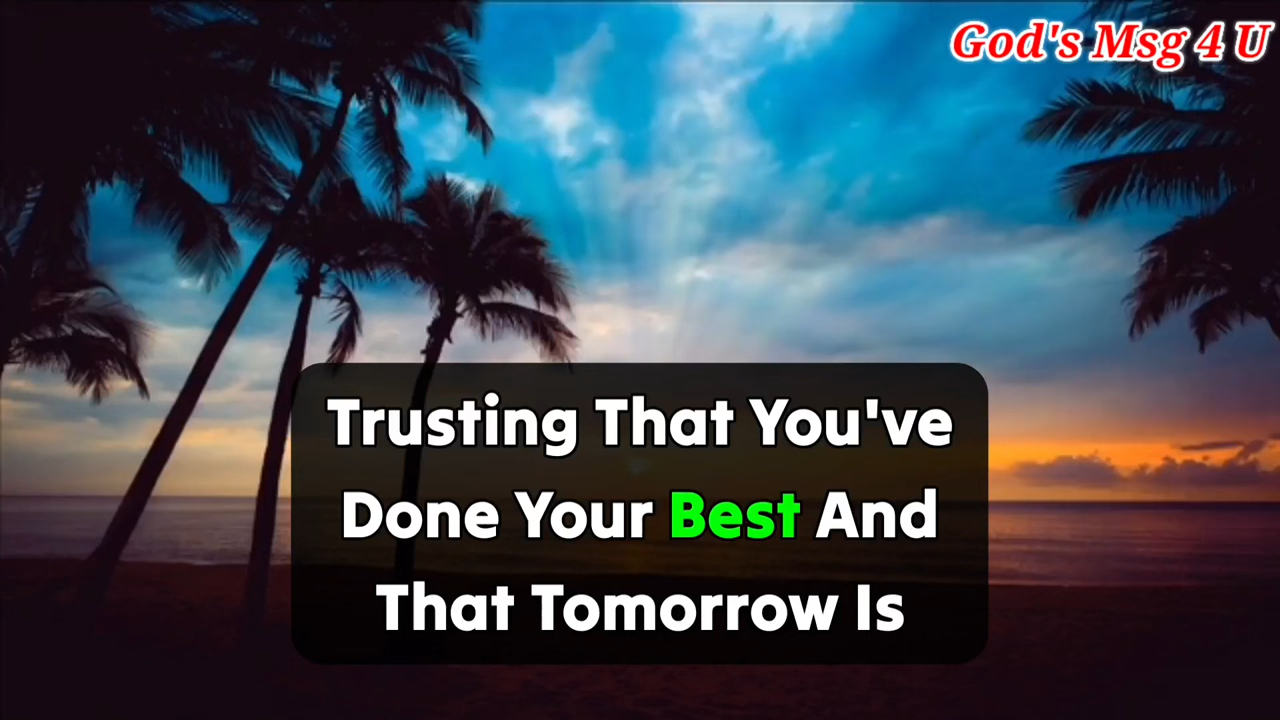 God's Msg 4 U
Trusting That You've
Done Your Best And
That Tomorrow Is